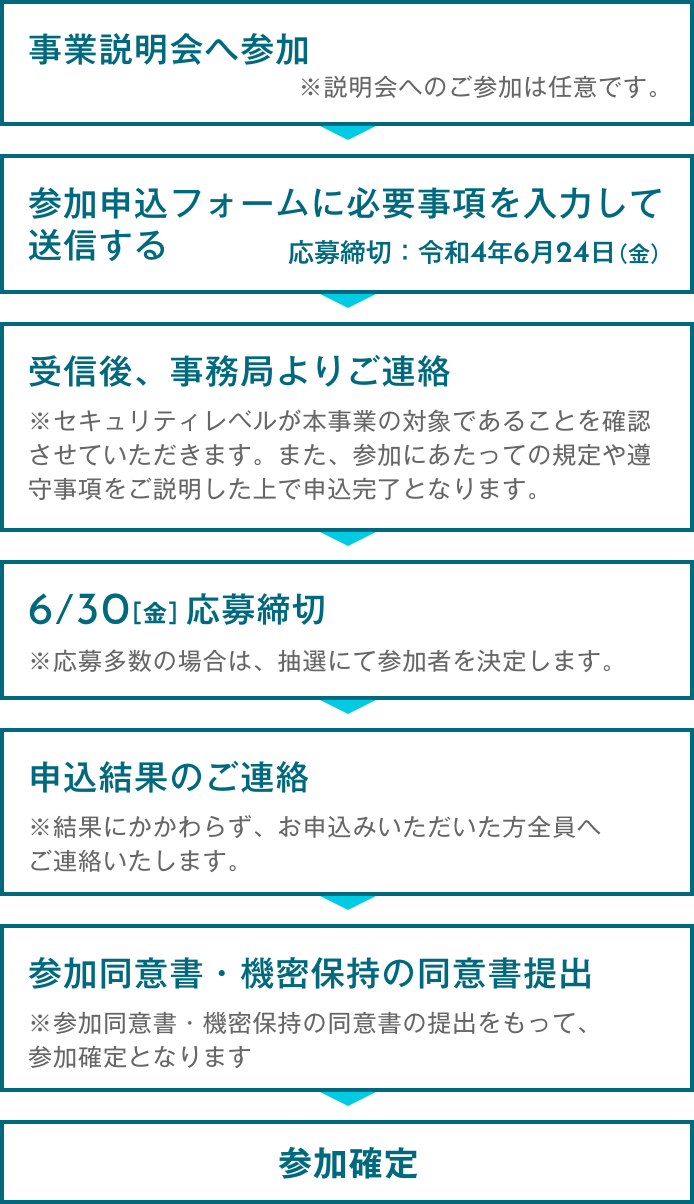 事業説明会へ参加
※説明会へのご参加は任意です。
参加申込フォームに必要事項を入力して
送信する 応募締切：令和4年6月24日（金）
受信後、事務局よりご連絡
※セキュリティレベルが本事業の対象であることを確認
させていただきます。また、参加にあたっての規定や遵
守事項をご説明した上で申込完了となります。
6/30[金] 応募締切
※応募多数の場合は、抽選にて参加者を決定します。
申込結果のご連絡
※結果にかかわらず、お申込みいただいた方全員へ
ご連絡いたします。
参加同意書・機密保持の同意書提出
※参加同意書・機密保持の同意書の提出をもって、
参加確定となります
参加確定